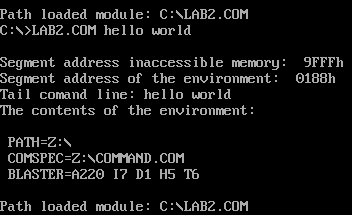 Path loaded module: C:\LAB2.COM
C:\>LAB2.COM hello world
Segment address inaccessible memory: 9FFFh
Segment address of the environment: 0188h
Tail comand line: hello world
The contents of the environment:
PATH=Z:\
COMSPEC=Z:\COMMAND.COM
BLASTER=A220 I7 D1 H5 T6
Path loaded module: C:\LAB2.COM